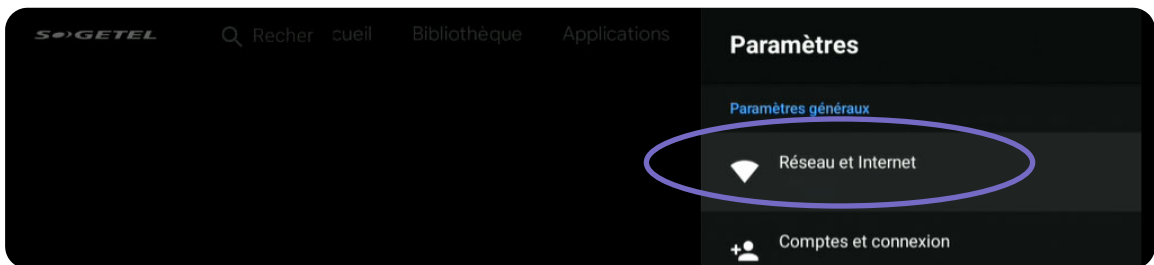 SOGETEL
Recher cueil Bibliothèque Applications
Paramètres
Paramètres généraux
Réseau et Internet
Comptes et connexion